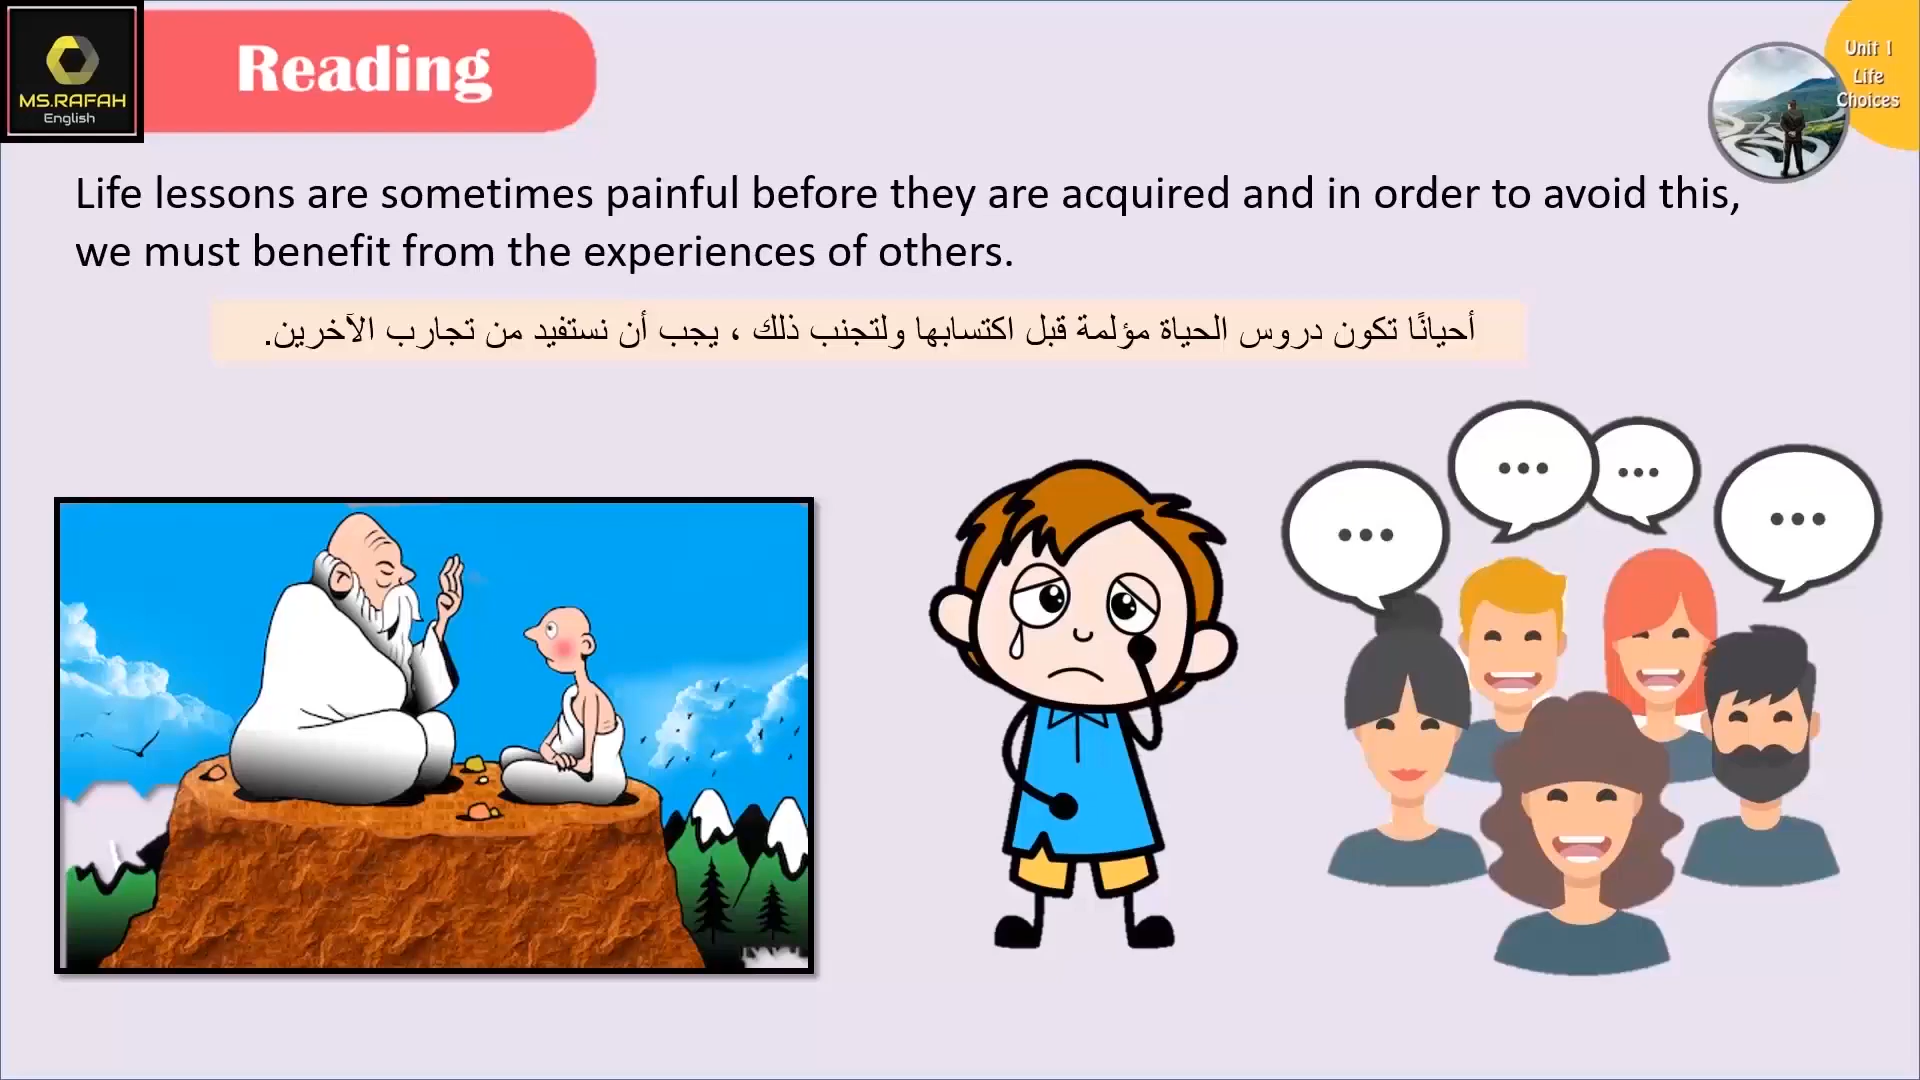 MS.RAFAH
English
Reading
Unit 1
Life
Choices
Life lessons are sometimes painful before they are acquired and in order to avoid this,
we must benefit from the experiences of others.
أحيانًا تكون دروس الحياة مؤلمة قبل اكتسابها ولتجنب ذلك ، يجب أن نستفيد من تجارب الآخرين.